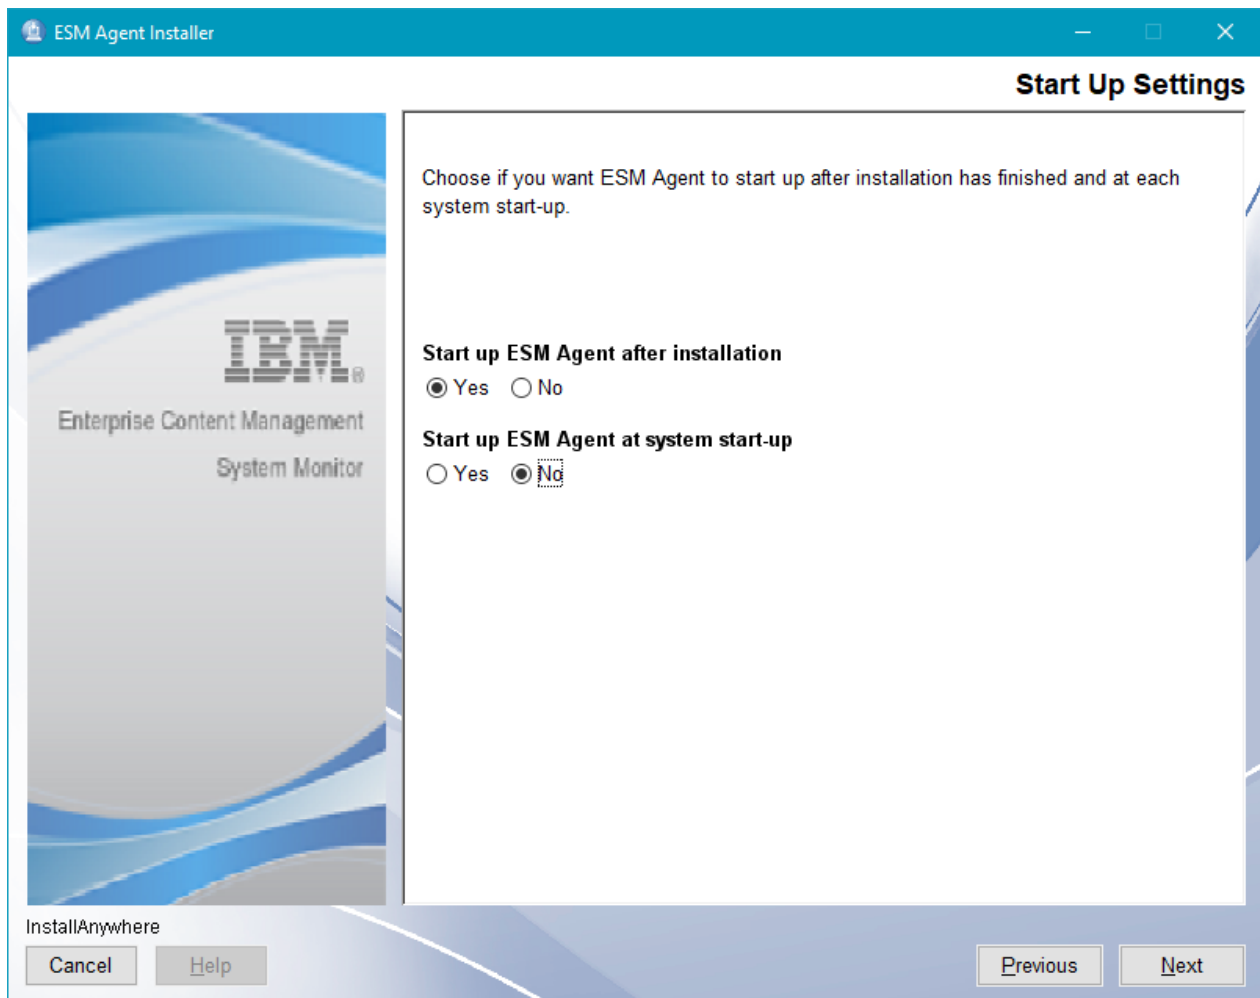 ESM Agent Installer
Start Up Settings
IBM®
Enterprise Content Management
System Monitor
Choose if you want ESM Agent to start up after installation has finished and at each
system start-up.
Start up ESM Agent after installation
Yes No
Start up ESM Agent at system start-up
Yes No
InstallAnywhere
Cancel Help Previous Next